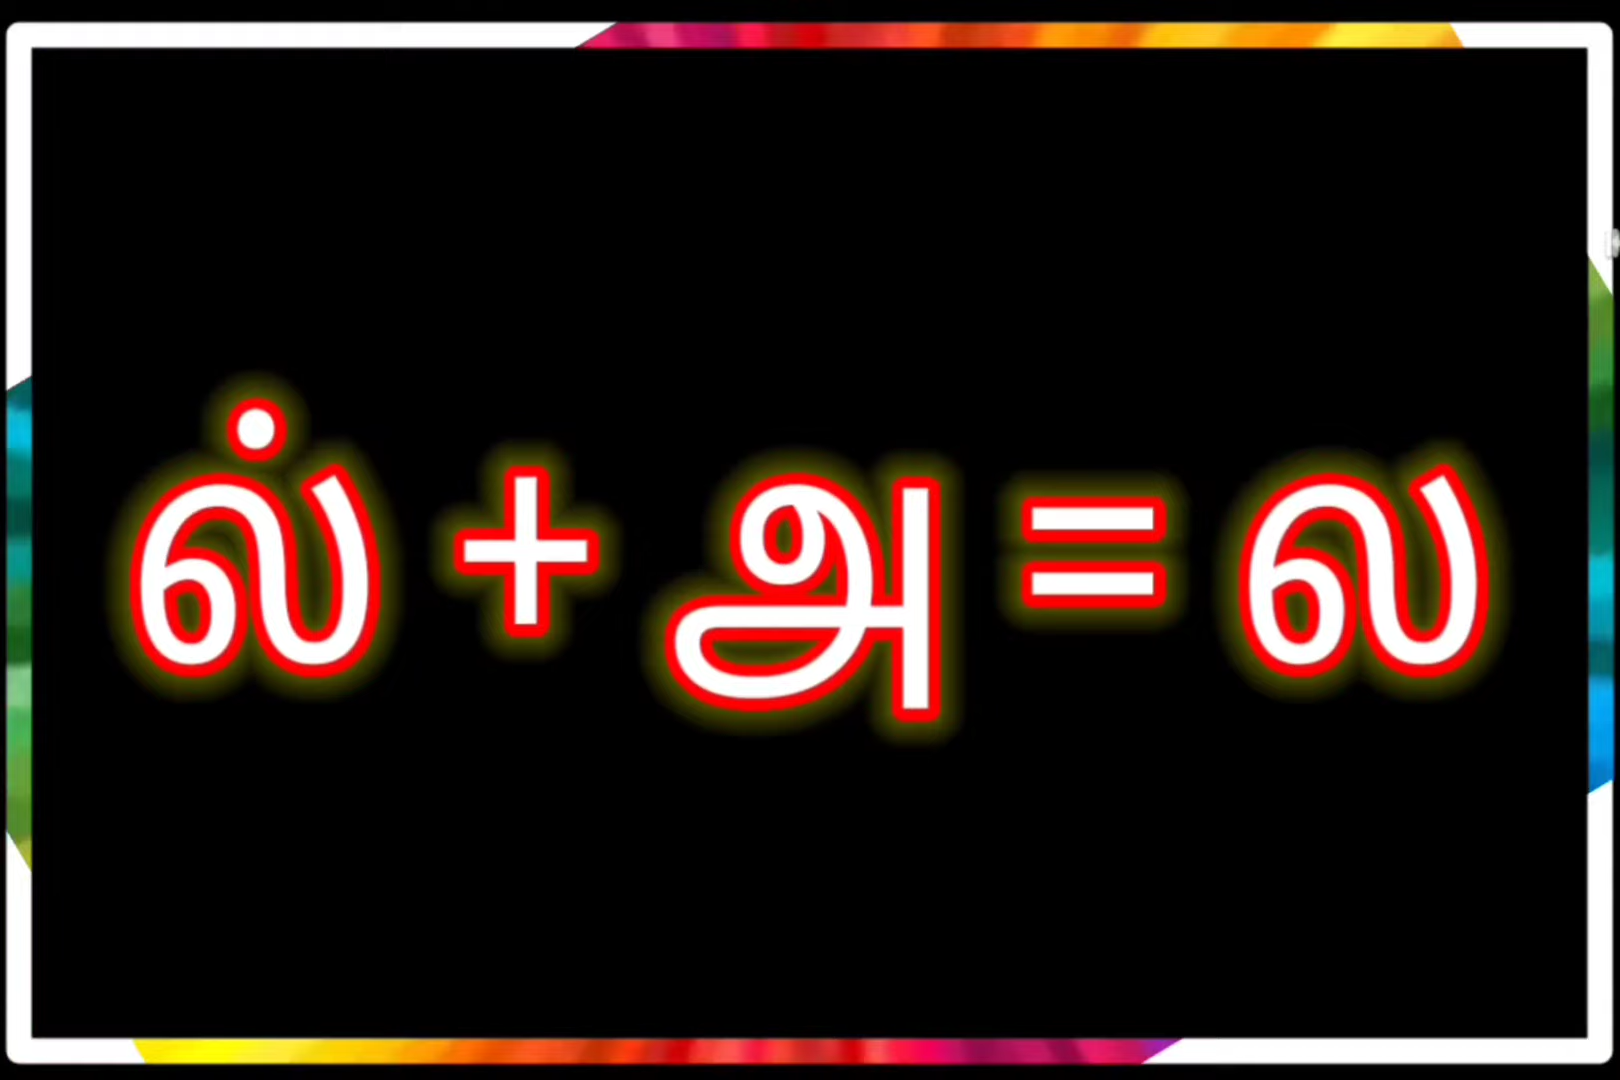 ல் + அ = ல